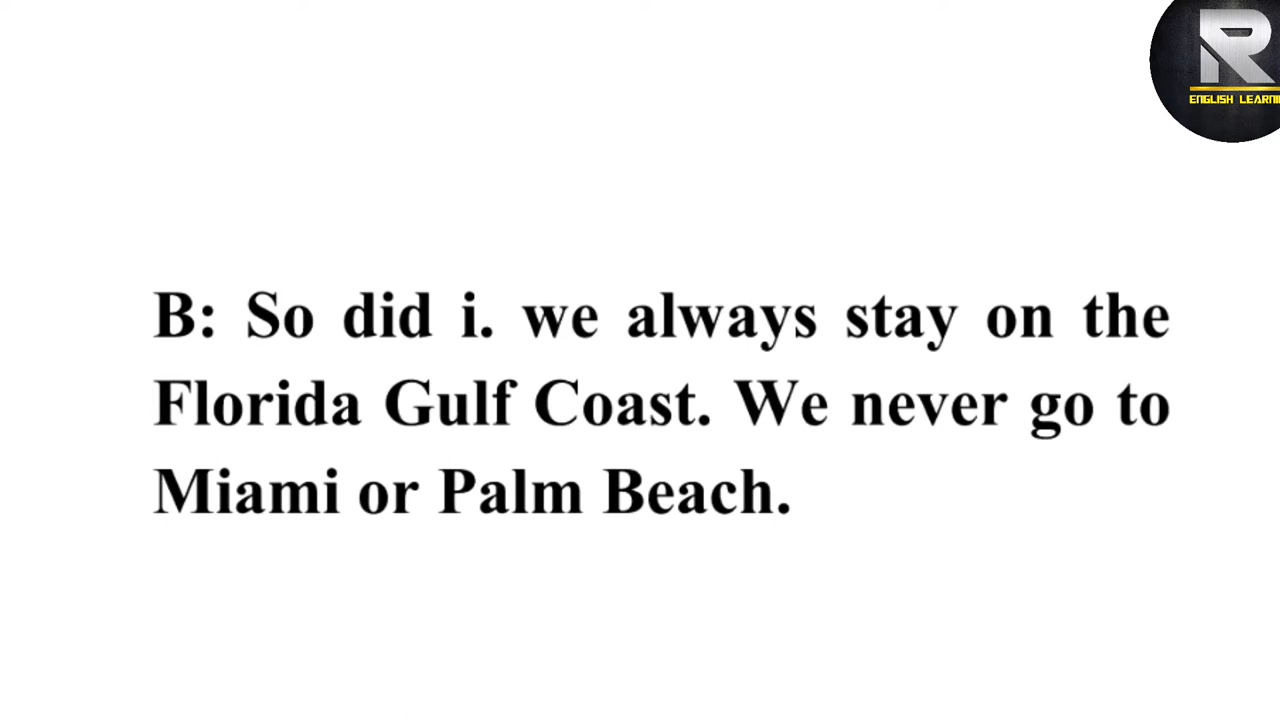 R
ENGLISH LEARNIN
B: So did i. we always stay on the
Florida Gulf Coast. We never go to
Miami or Palm Beach.